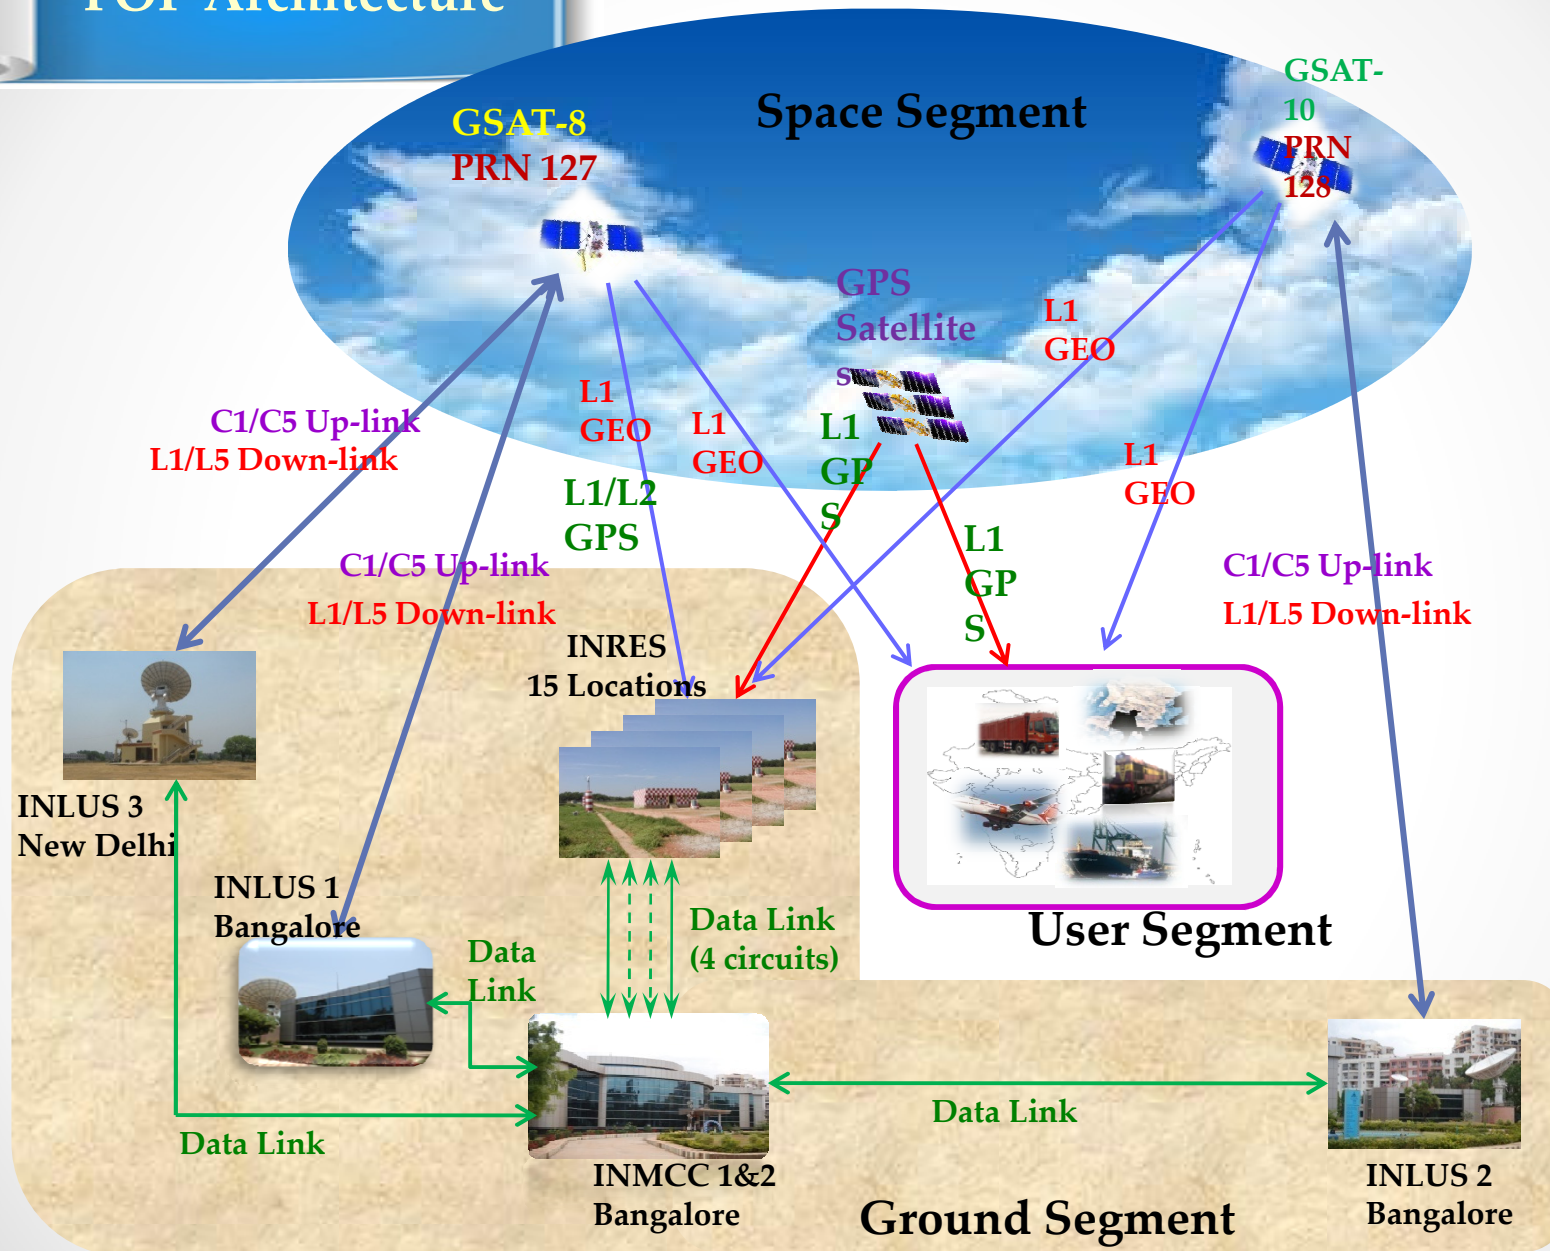 FOP Architecture
Space Segment
GSAT-8
PRN 127
GSAT-
10
PRN
128
GPS
Satellite
s
L1
GEO
L1
GEO
L1
GEO
L1
GEO
L1
GP
S
L1/L2
GPS
L1
GP
S
C1/C5 Up-link
L1/L5 Down-link
C1/C5 Up-link
L1/L5 Down-link
C1/C5 Up-link
L1/L5 Down-link
INRES
15 Locations
INLUS 3
New Delhi
INLUS 1
Bangalore
Data
Link
Data Link
(4 circuits)
User Segment
Data Link
Data Link
INMCC 1&2
Bangalore
Ground Segment
INLUS 2
Bangalore